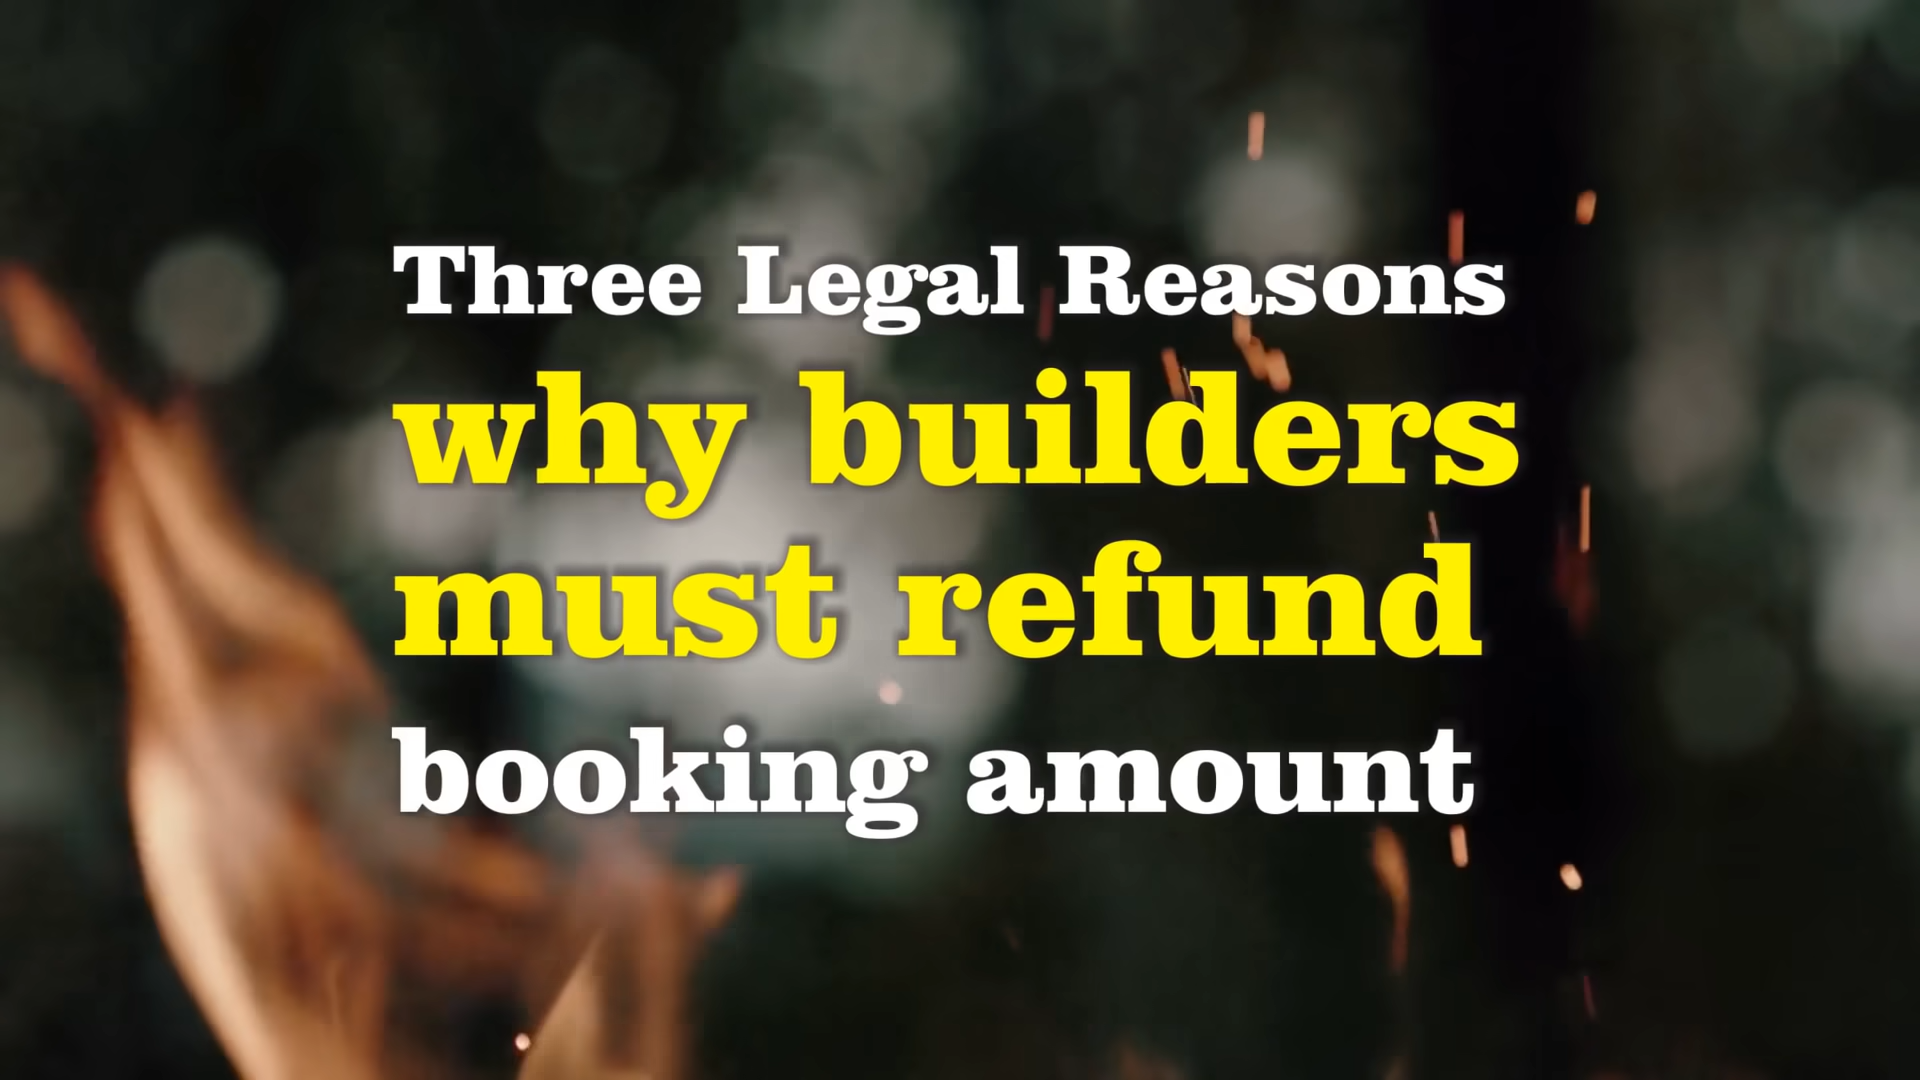 Three Legal Reasons
why builders
must refund
booking amount